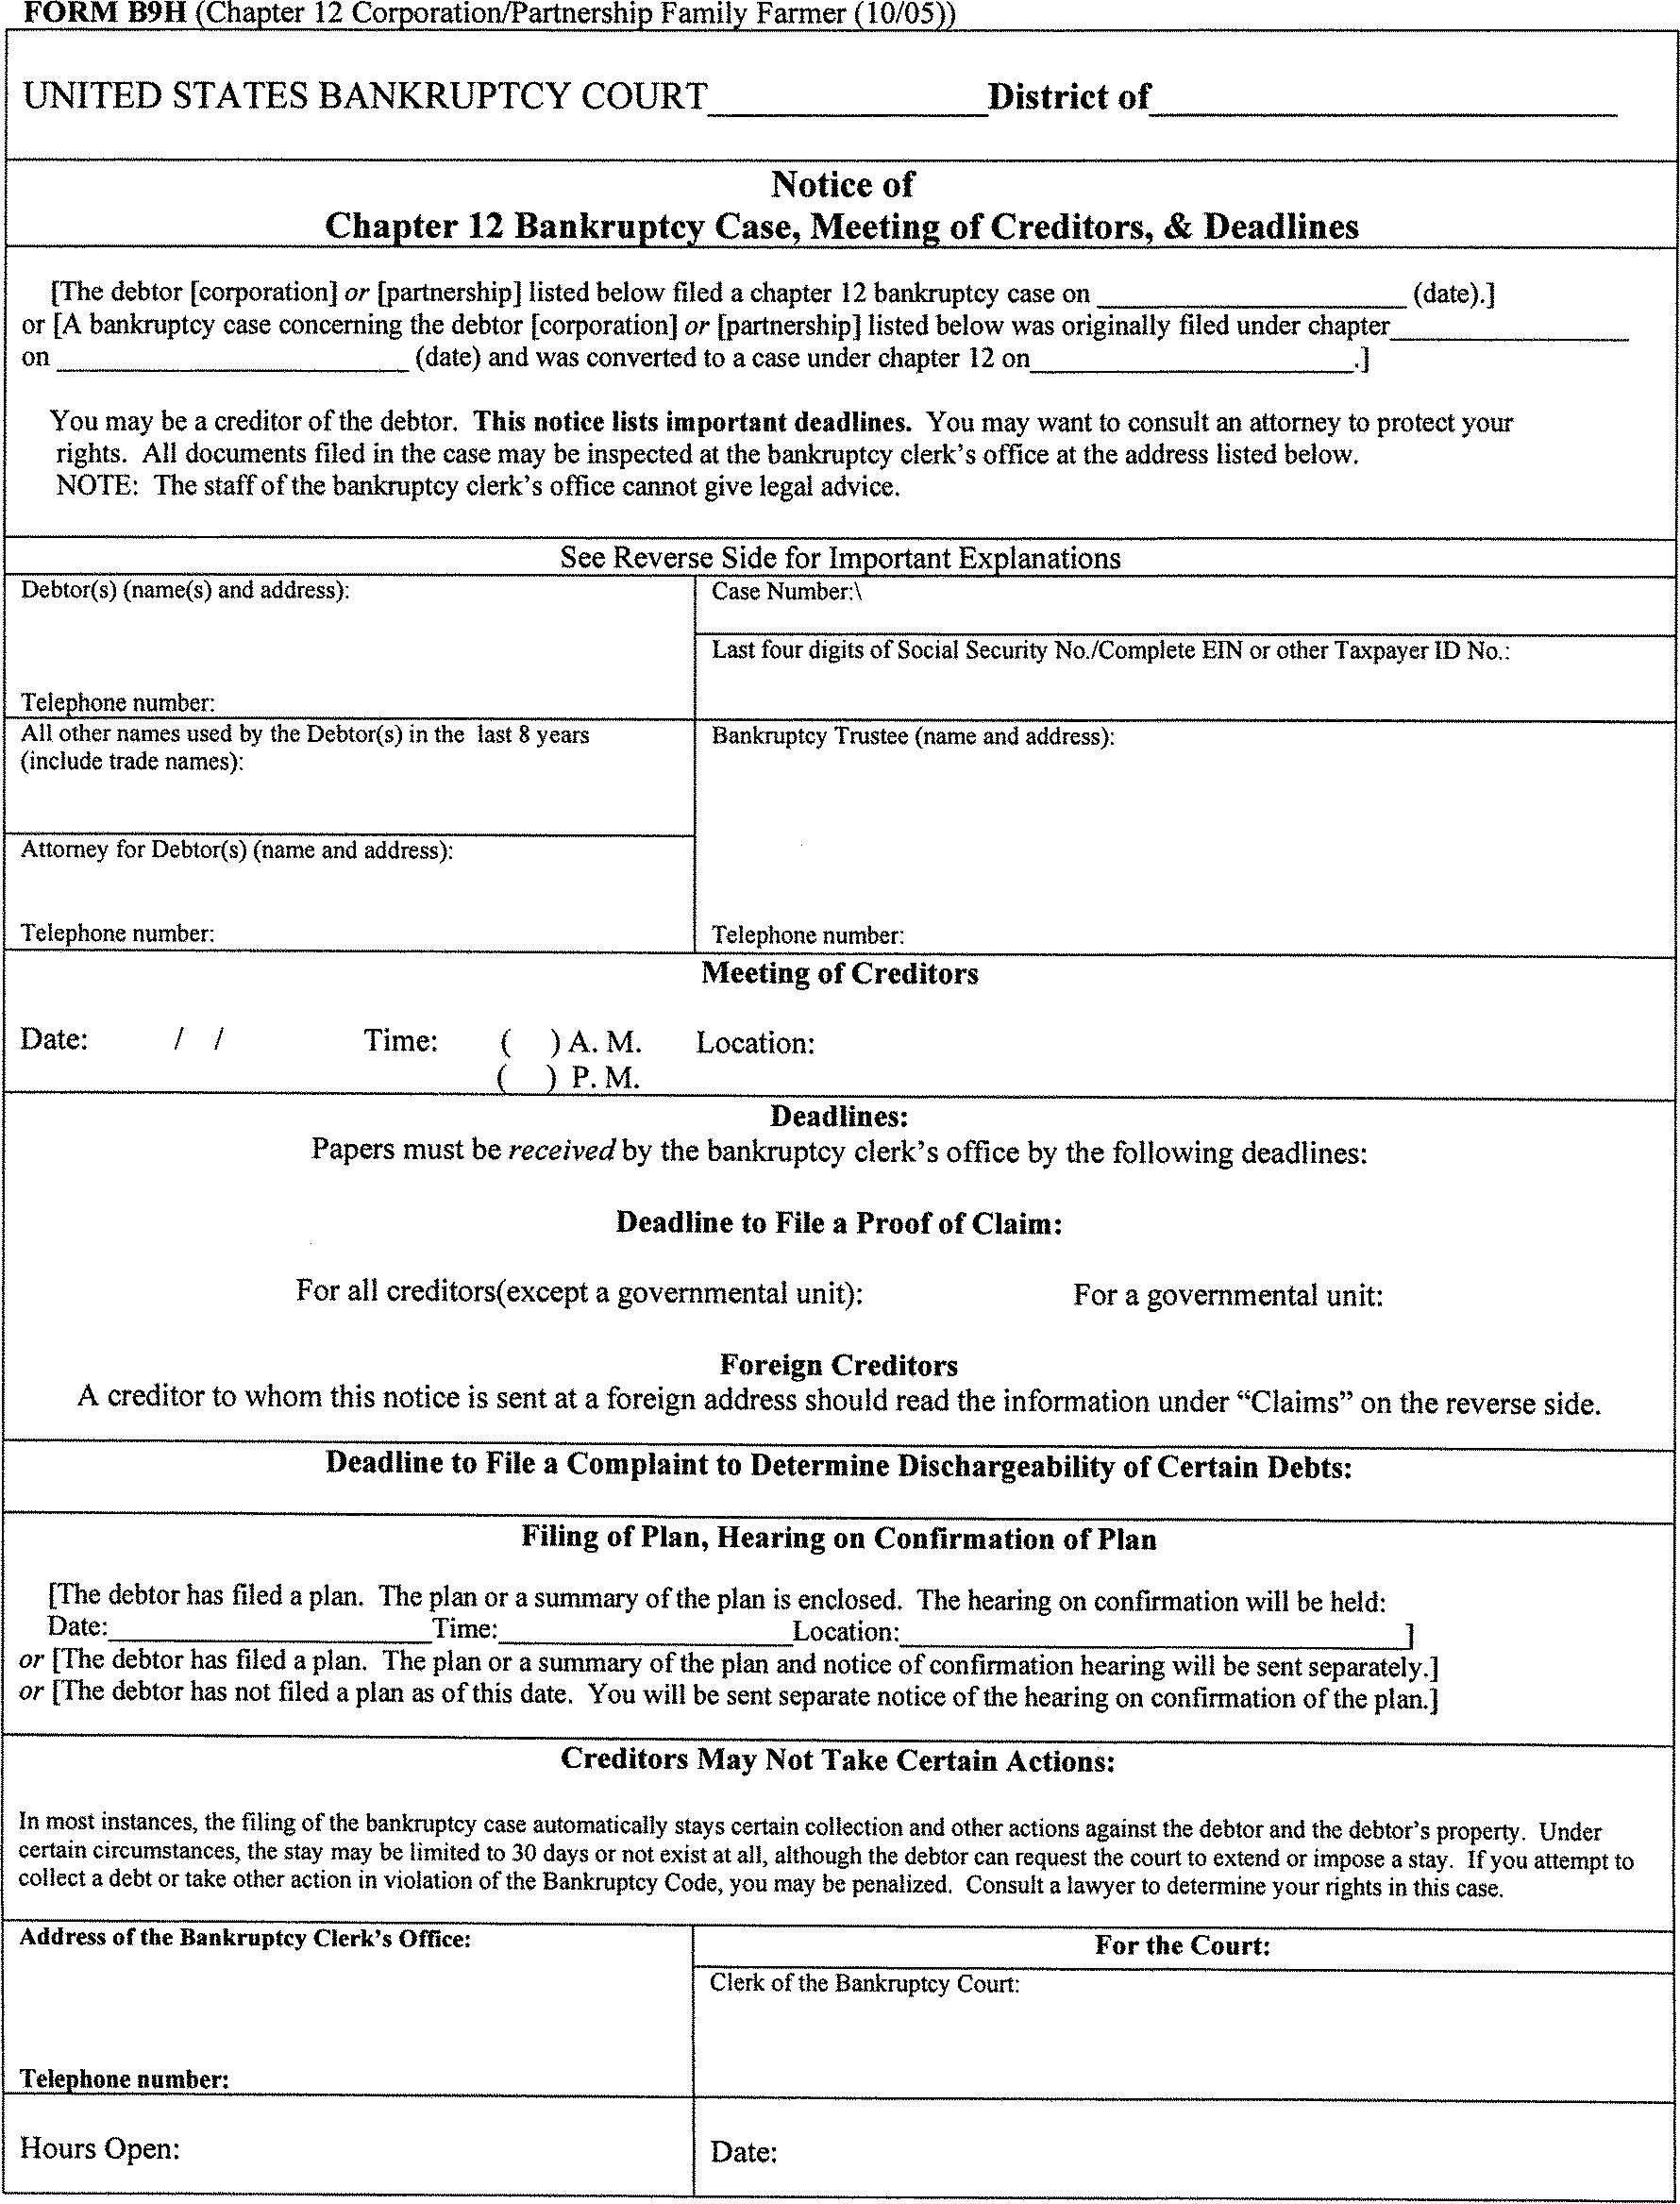 FORM B9H (Chapter 12 Corporation/Partnership Family Farmer (10/05))
UNITED STATES BANKRUPTCY COURT____________District of____________________
Notice of
Chapter 12 Bankruptcy Case, Meeting of Creditors, & Deadlines
[The debtor [corporation] or [partnership] listed below filed a chapter 12 bankruptcy case on ____________________ (date).]
or [A bankruptcy case concerning the debtor [corporation] or [partnership] listed below was originally filed under chapter_______________
on _______________________ (date) and was converted to a case under chapter 12 on_____________________.]
You may be a creditor of the debtor. This notice lists important deadlines. You may want to consult an attorney to protect your
rights. All documents filed in the case may be inspected at the bankruptcy clerk's office at the address listed below.
NOTE: The staff of the bankruptcy clerk's office cannot give legal advice.
See Reverse Side for Important Explanations
Debtor(s) (name(s) and address):
Telephone number:
Case Number:\
Last four digits of Social Security No./Complete EIN or other Taxpayer ID No.:
All other names used by the Debtor(s) in the last 8 years
(include trade names):
Bankruptcy Trustee (name and address):
Attorney for Debtor(s) (name and address):
Telephone number:
Telephone number:
Meeting of Creditors
Date: / / Time: ( ) A. M. Location:
( ) P. M.
Deadlines:
Papers must be received by the bankruptcy clerk's office by the following deadlines:
Deadline to File a Proof of Claim:
For all creditors(except a governmental unit): For a governmental unit:
Foreign Creditors
A creditor to whom this notice is sent at a foreign address should read the information under “Claims” on the reverse side.
Deadline to File a Complaint to Determine Dischargeability of Certain Debts:
Filing of Plan, Hearing on Confirmation of Plan
[The debtor has filed a plan. The plan or a summary of the plan is enclosed. The hearing on confirmation will be held:
Date:_____________________Time:___________________Location:_________________________________]
or [The debtor has filed a plan. The plan or a summary of the plan and notice of confirmation hearing will be sent separately.]
or [The debtor has not filed a plan as of this date. You will be sent separate notice of the hearing on confirmation of the plan.]
Creditors May Not Take Certain Actions:
In most instances, the filing of the bankruptcy case automatically stays certain collection and other actions against the debtor and the debtor's property. Under
certain circumstances, the stay may be limited to 30 days or not exist at all, although the debtor can request the court to extend or impose a stay. If you attempt to
collect a debt or take other action in violation of the Bankruptcy Code, you may be penalized. Consult a lawyer to determine your rights in this case.
Address of the Bankruptcy Clerk's Office:
Telephone number:
For the Court:
Clerk of the Bankruptcy Court:
Hours Open:
Date: